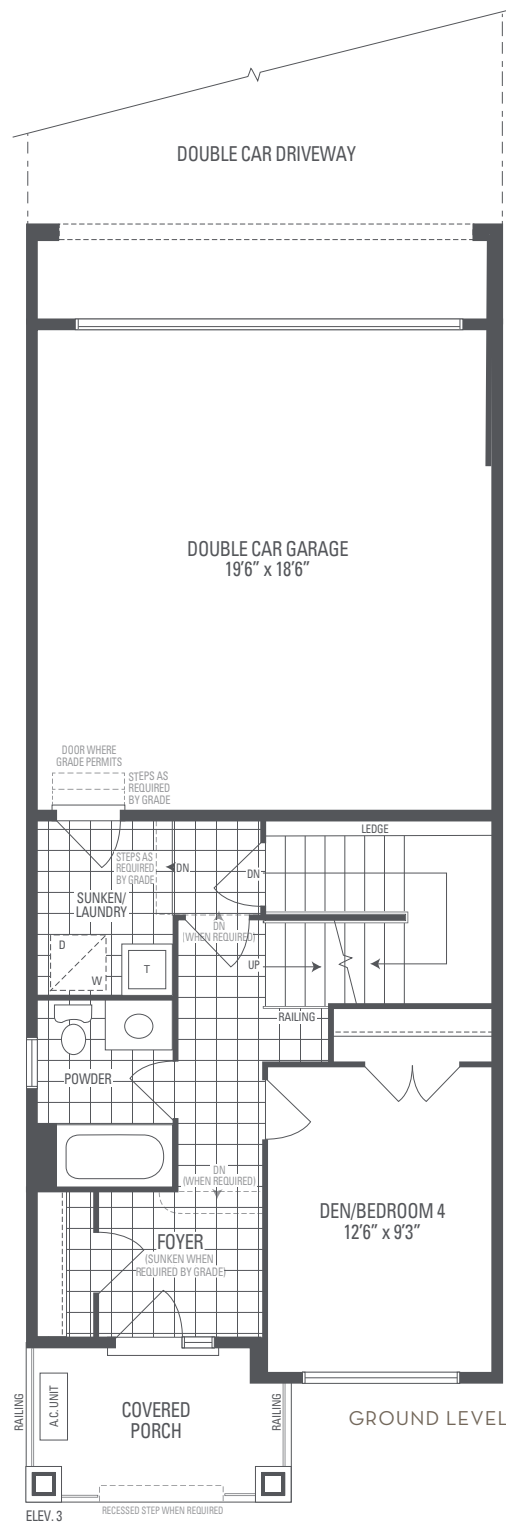 DOUBLE CAR DRIVEWAY
DOUBLE CAR GARAGE
19'6" x 18'6"
DOOR WHERE
GRADE PERMITS
STEPS AS
REQUIRED
BY GRADE
LEDGE
STEPS AS
REQUIRED
BY GRADE
DN
DN
SUNKEN/
LAUNDRY
DN
(WHEN REQUIRED)
D
W
T
UP
RAILING
POWDER
DN
(WHEN REQUIRED)
DEN/BEDROOM 4
12'6" x 9'3"
FOYER
(SUNKEN WHEN
REQUIRED BY GRADE)
RAILING
A.C. UNIT
COVERED
PORCH
RAILING
GROUND LEVEL
RECESSED STEP WHEN REQUIRED
ELEV. 3